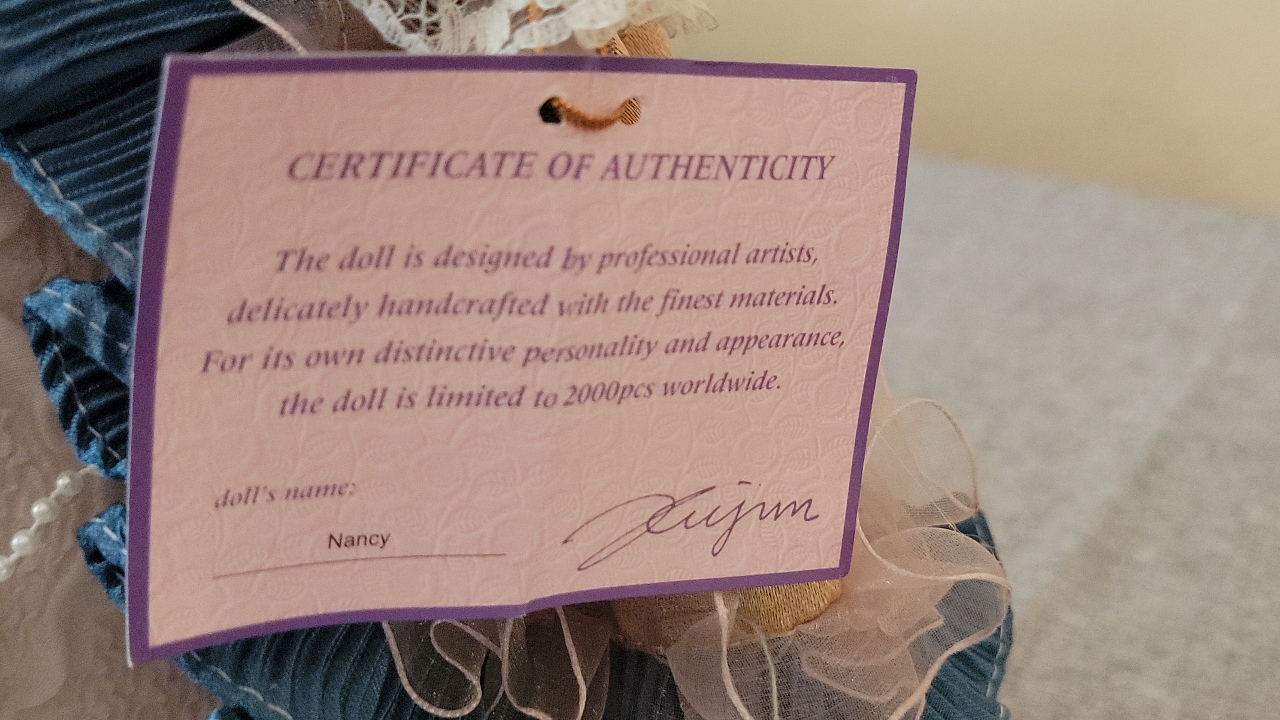 CERTIFICATE OF AUTHENTICITY
The doll is designed by professional artists,
delicately handcrafted with the finest materials.
For its own distinctive personality and appearance,
the doll is limited to 2000pcs worldwide.
doll's name:
Nancy